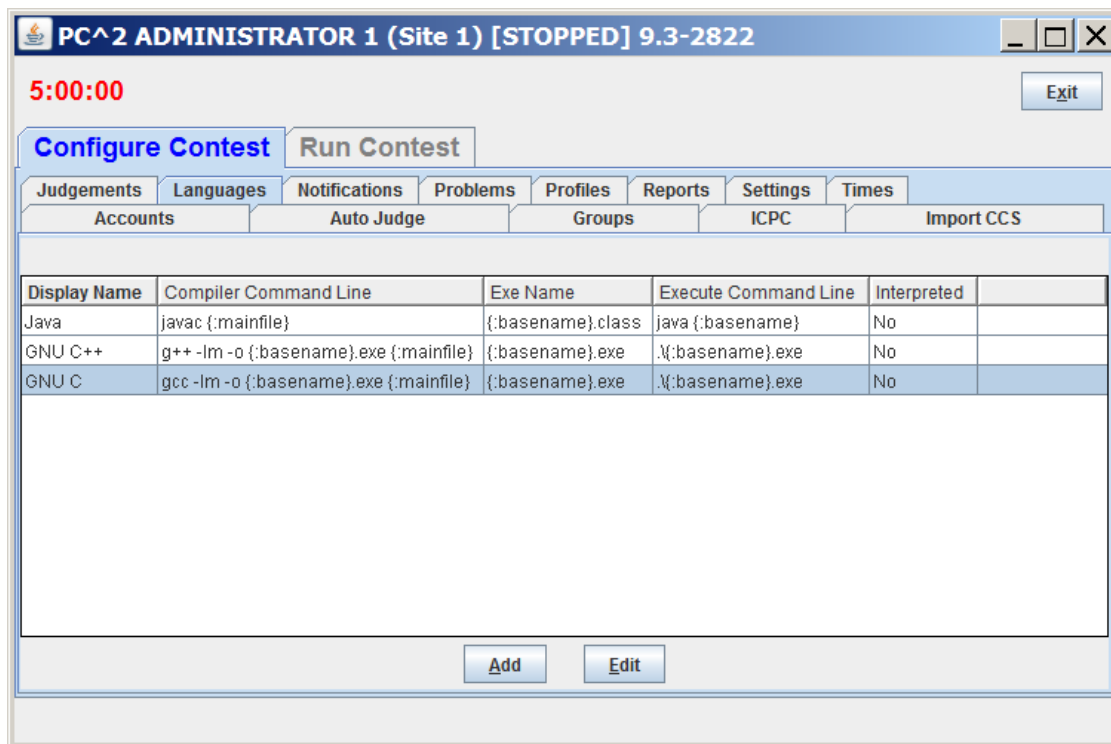 PC^2 ADMINISTRATOR 1 (Site 1) [STOPPED] 9.3-2822
5:00:00 Exit
Configure Contest Run Contest
Judgements Languages Notifications Problems Profiles Reports Settings Times
Accounts Auto Judge Groups ICPC Import CCS
Display Name Compiler Command Line Exe Name Execute Command Line Interpreted
Java javac {:mainfile} {:basename}.class java {:basename} No
GNU C++ g++ -lm -o {:basename}.exe {:mainfile} {:basename}.exe .\{:basename}.exe No
GNU C gcc -lm -o {:basename}.exe {:mainfile} {:basename}.exe .\{:basename}.exe No
Add Edit